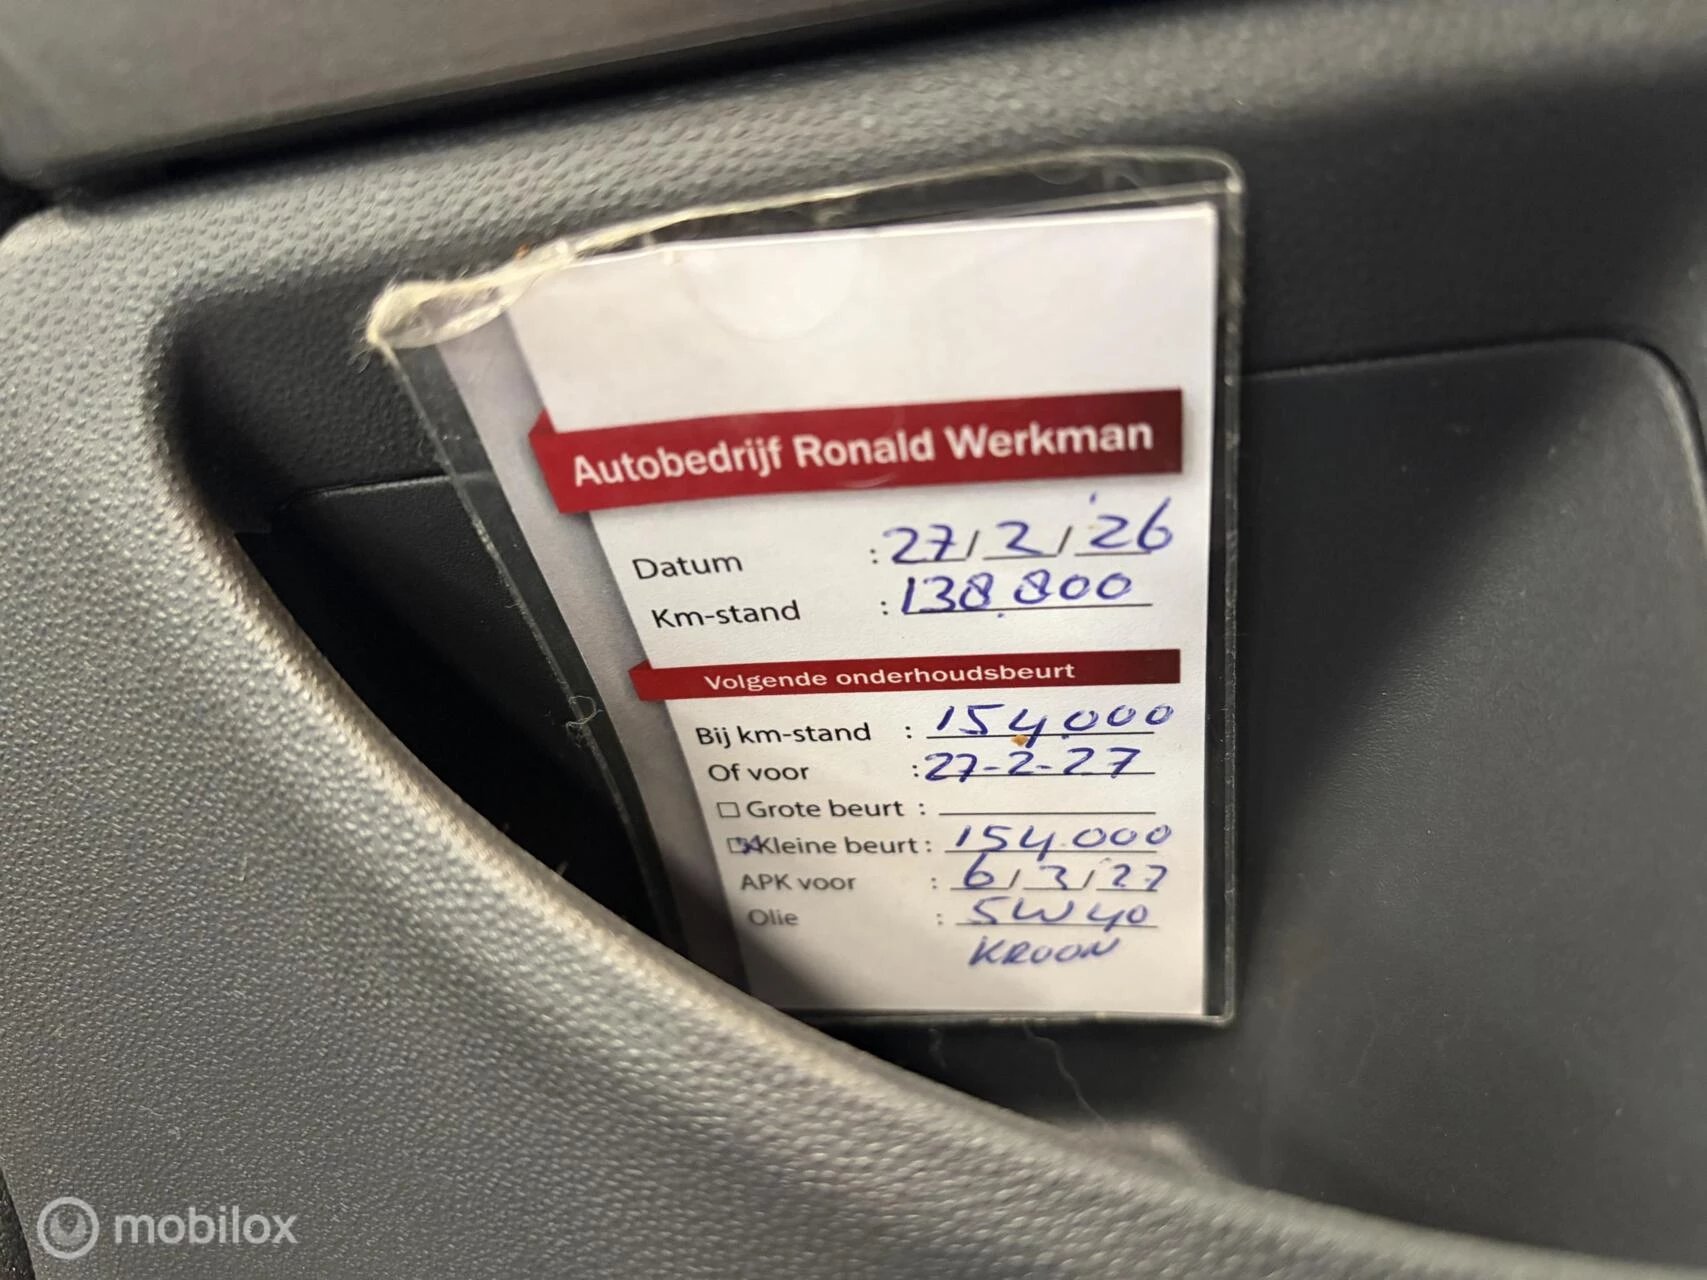 Autobedrijf Ronald Werkman
Datum : 27/2/'26
Km-stand : 138.800
Volgende onderhoudsbeurt
Bij km-stand : 154.000
Of voor : 27-2-27
☐ Grote beurt :
☒ Kleine beurt : 154.000
APK voor : 6/3/27
Olie : 5W40
KROON
mobilox